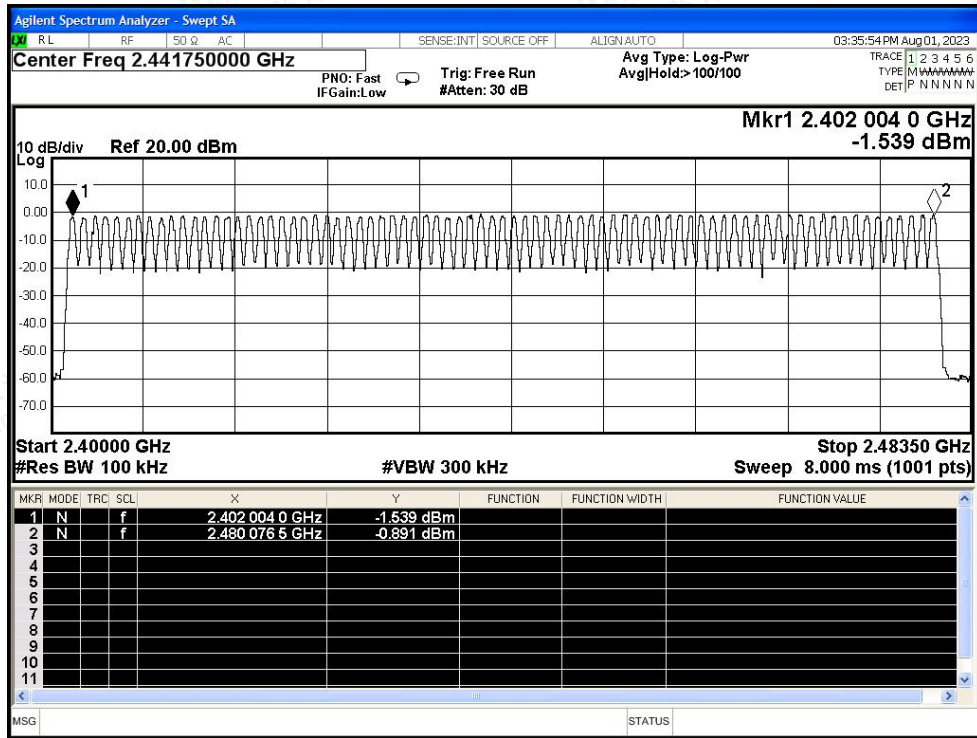 Agilent Spectrum Analyzer - Swept SA
LXI RL RF 50 Ω AC SENSE:INT SOURCE OFF ALIGN AUTO 03:35:54 PM Aug 01, 2023
Center Freq 2.441750000 GHz
PNO: Fast
IFGain:Low
Trig: Free Run
#Atten: 30 dB
Avg Type: Log-Pwr
Avg|Hold:>100/100
TRACE 1 2 3 4 5 6
TYPE M WWWWW
DET P N N N N N
Mkr1 2.402 004 0 GHz
-1.539 dBm
10 dB/div Ref 20.00 dBm
Log
10.0
0.00
-10.0
-20.0
-30.0
-40.0
-50.0
-60.0
-70.0
1
2
Start 2.40000 GHz
Stop 2.48350 GHz
#Res BW 100 kHz
#VBW 300 kHz
Sweep 8.000 ms (1001 pts)
MKR MODE TRC SCL X Y FUNCTION FUNCTION WIDTH FUNCTION VALUE
1 N f 2.402 004 0 GHz -1.539 dBm
2 N f 2.480 076 5 GHz -0.891 dBm
3
4
5
6
7
8
9
10
11
MSG
STATUS